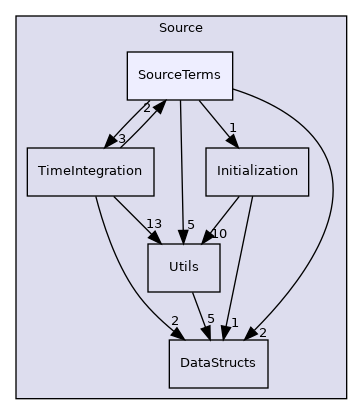 Source
SourceTerms
2
3
1
TimeIntegration
Initialization
13
5
10
Utils
2
5
1
2
DataStructs